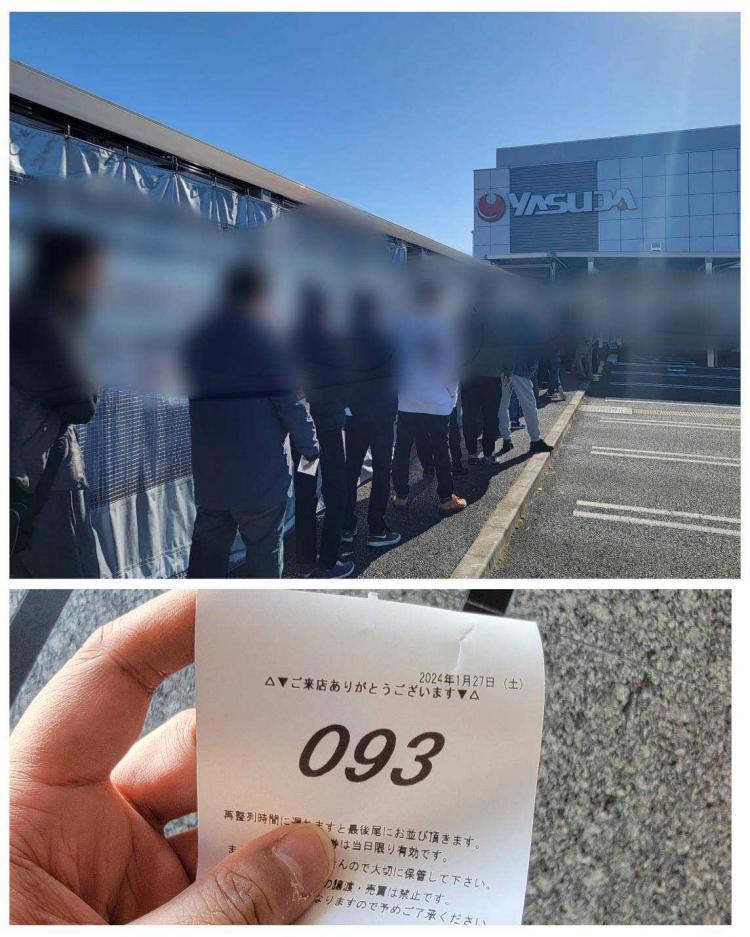 YASUDA
2024年1月27日（土）
△▼ご来店ありがとうございます▼△
093
再整列時間に遅れますと最後尾にお並び頂きます。
は当日限り有効です。
んので大切に保管して下さい。
の譲渡・売買は禁止です。
なりますので予めご了承ください